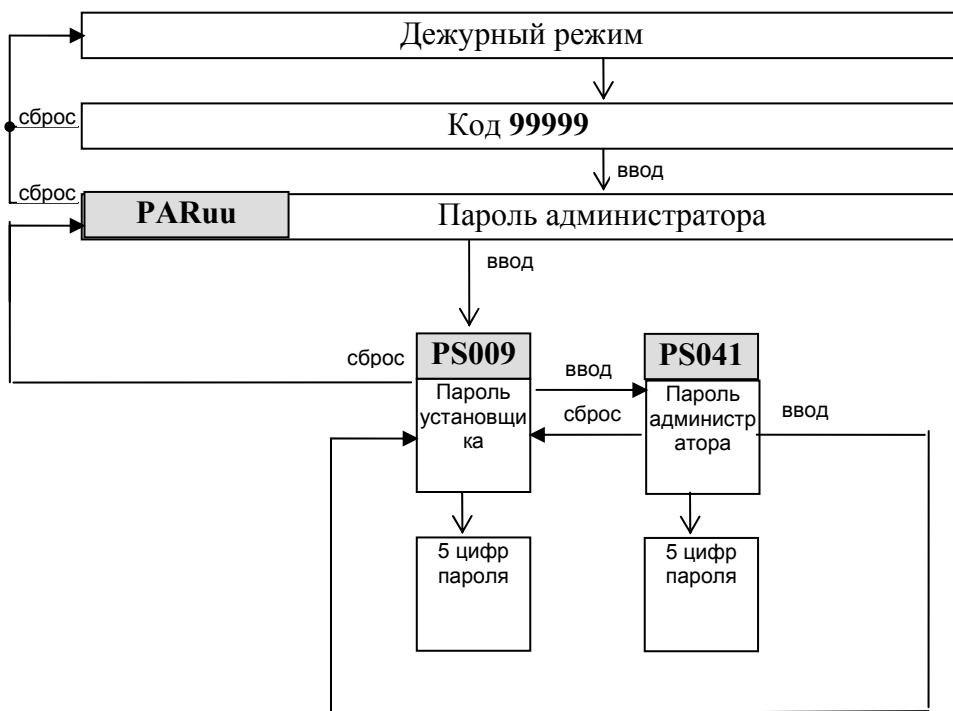 Дежурный режим
сброс
Код 99999
ввод
сброс
PARuu
Пароль администратора
ввод
сброс
PS009
ввод
PS041
Пароль
установщи
ка
сброс
Пароль
администр
атора
ввод
5 цифр
пароля
5 цифр
пароля